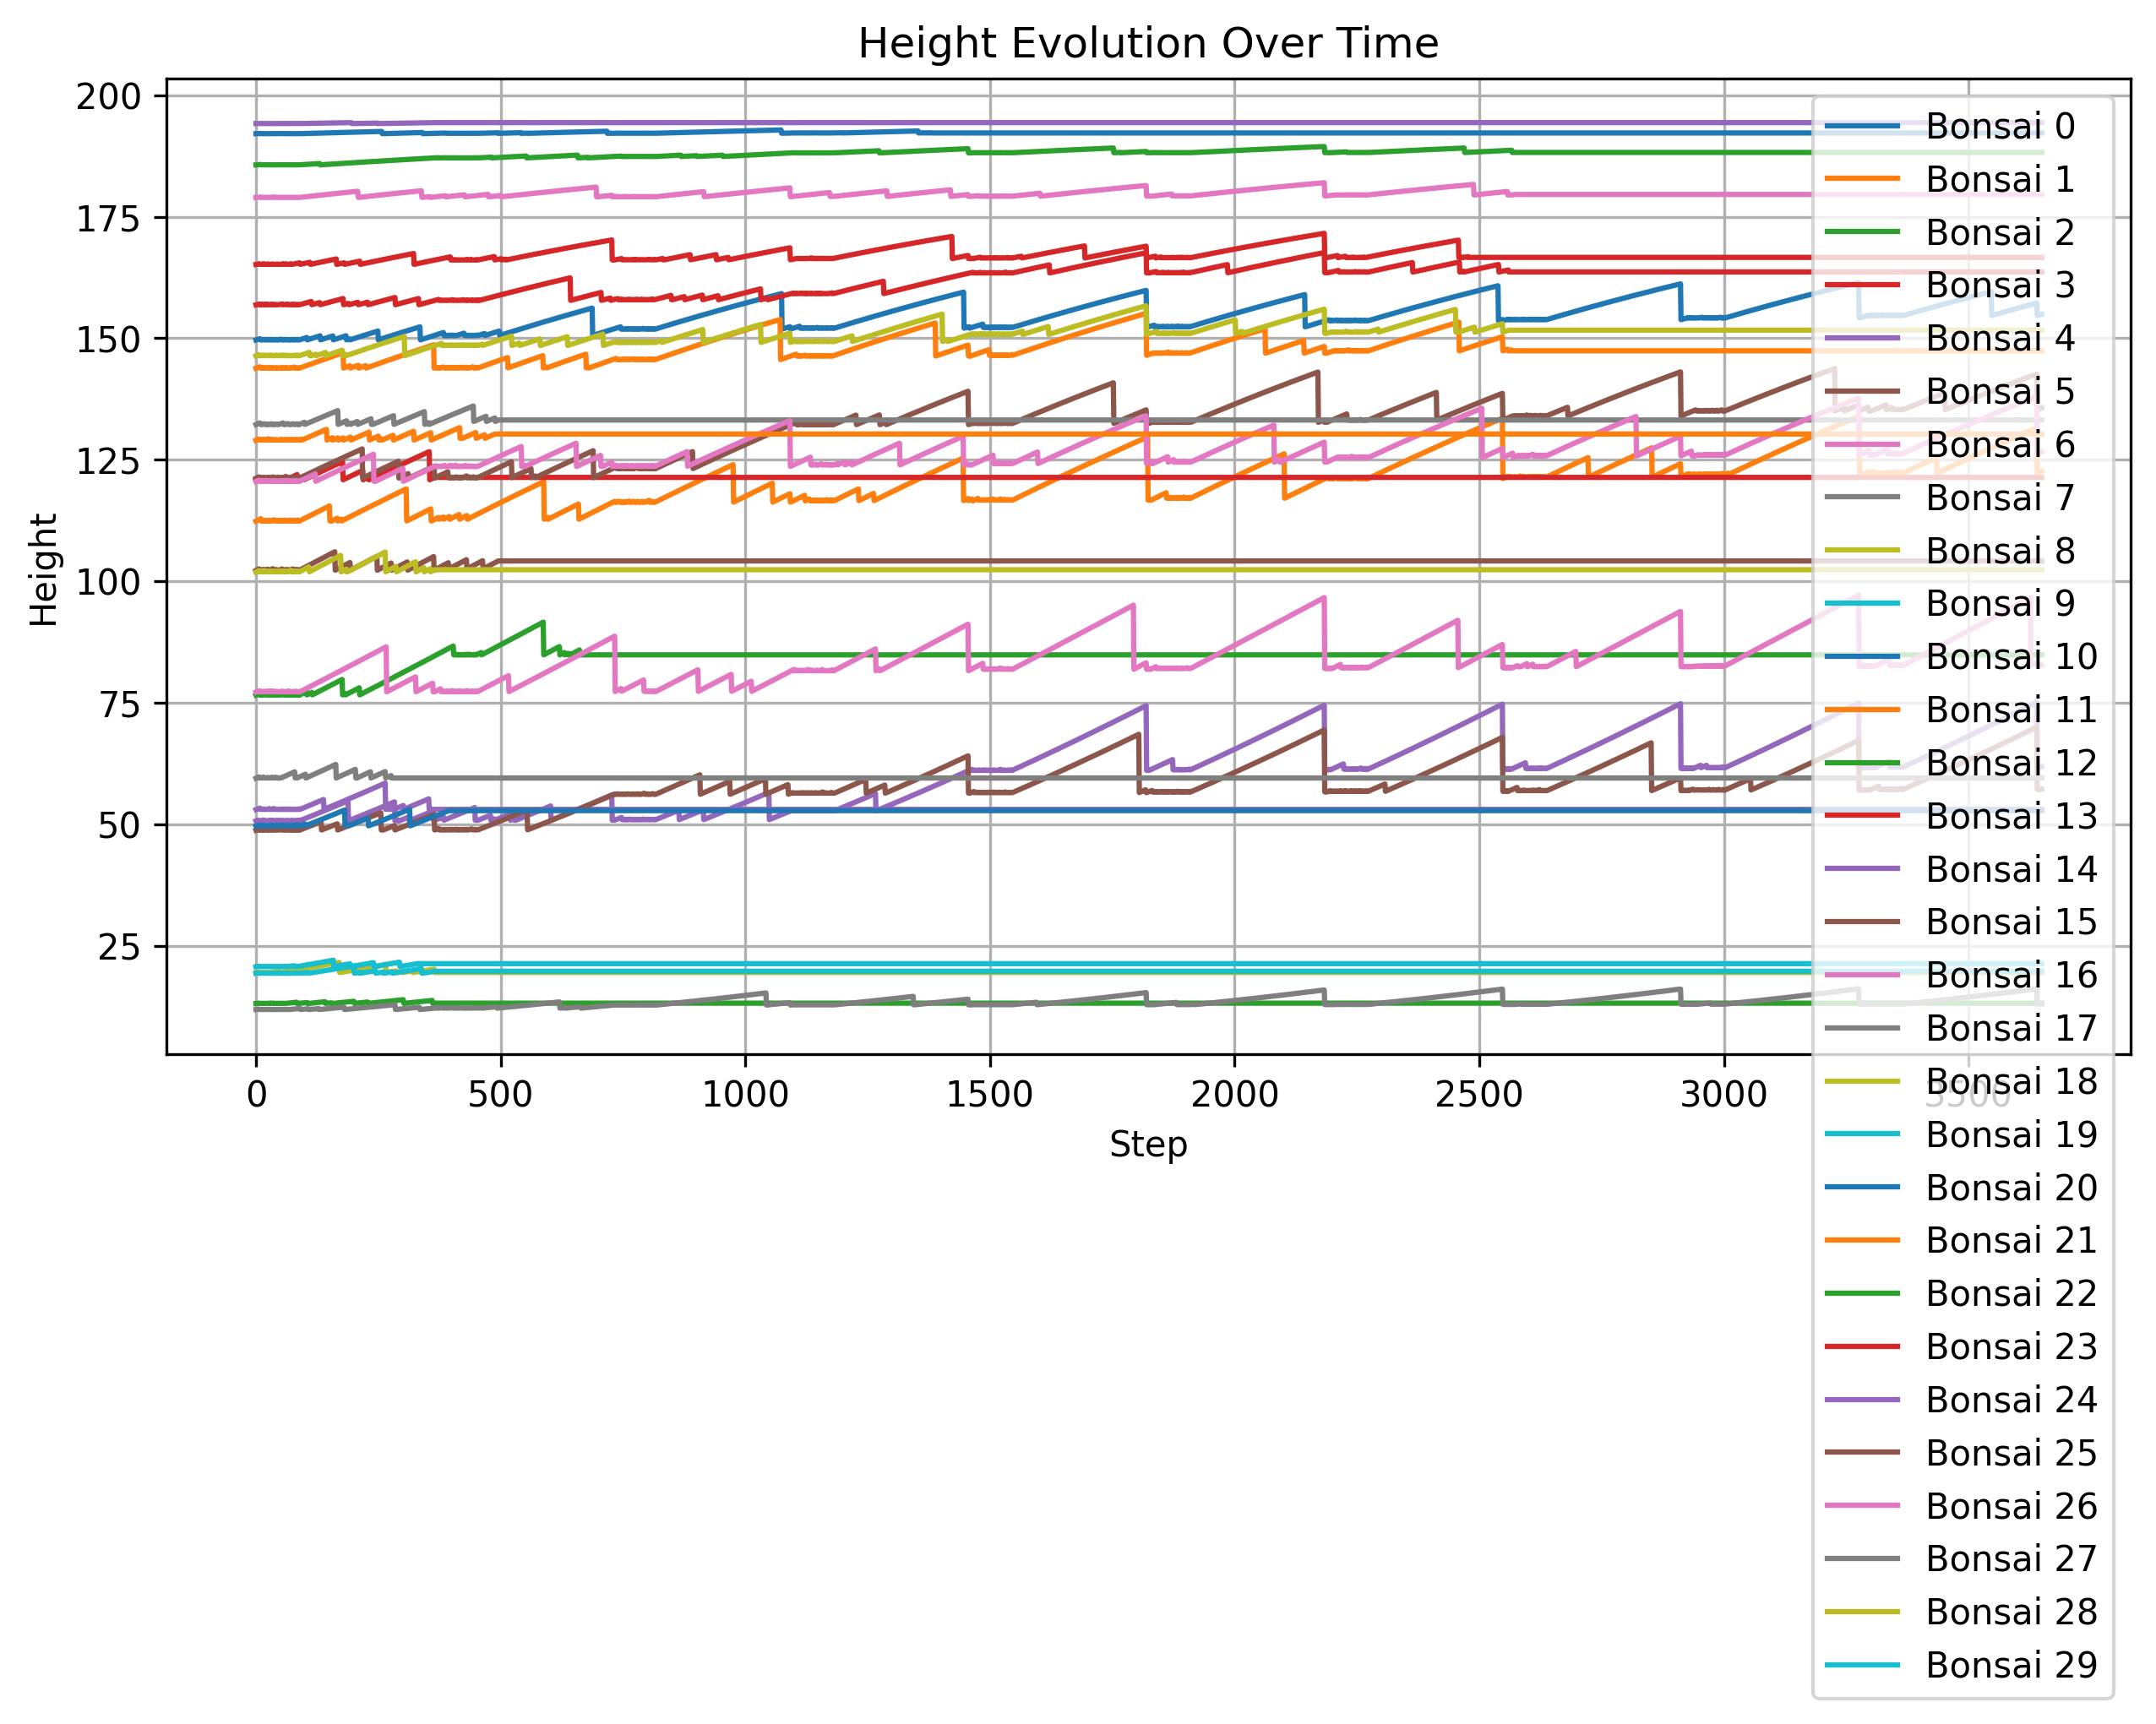 Height Evolution Over Time
Height
200
175
150
125
100
75
50
25
0
500
1000
1500
2000
2500
3000
3500
Step
Bonsai 0
Bonsai 1
Bonsai 2
Bonsai 3
Bonsai 4
Bonsai 5
Bonsai 6
Bonsai 7
Bonsai 8
Bonsai 9
Bonsai 10
Bonsai 11
Bonsai 12
Bonsai 13
Bonsai 14
Bonsai 15
Bonsai 16
Bonsai 17
Bonsai 18
Bonsai 19
Bonsai 20
Bonsai 21
Bonsai 22
Bonsai 23
Bonsai 24
Bonsai 25
Bonsai 26
Bonsai 27
Bonsai 28
Bonsai 29